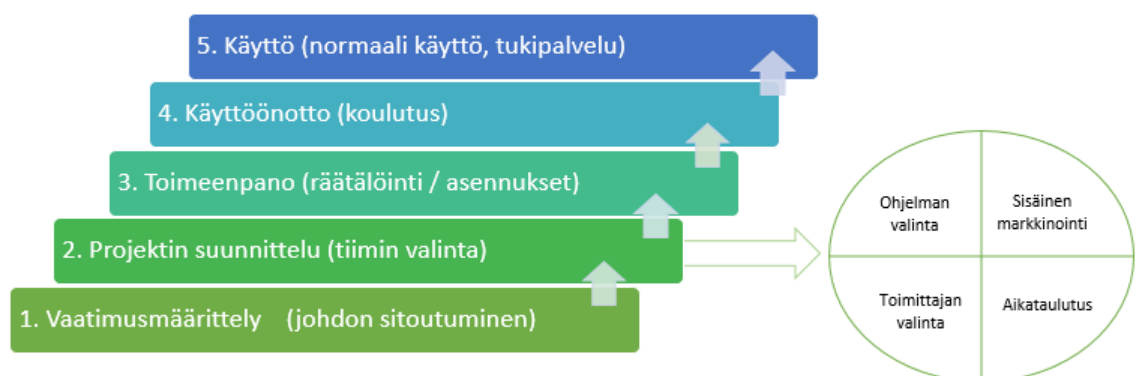 5. Käyttö (normaali käyttö, tukipalvelu)
4. Käyttöönotto (koulutus)
3. Toimeenpano (räätälöinti / asennukset)
2. Projektin suunnittelu (tiimin valinta)
1. Vaatimusmäärittely (johdon sitoutuminen)
Ohjelman
valinta
Sisäinen
markkinointi
Toimittajan
valinta
Aikataulutus